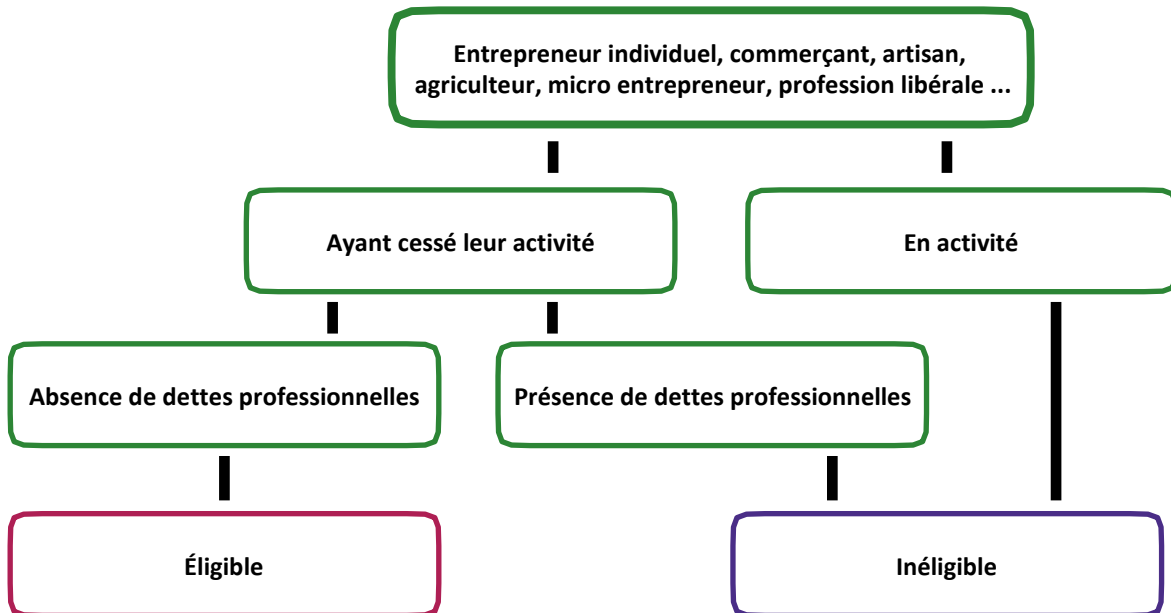 Entrepreneur individuel, commerçant, artisan,
agriculteur, micro entrepreneur, profession libérale ...
Ayant cessé leur activité
En activité
Absence de dettes professionnelles
Présence de dettes professionnelles
Éligible
Inéligible